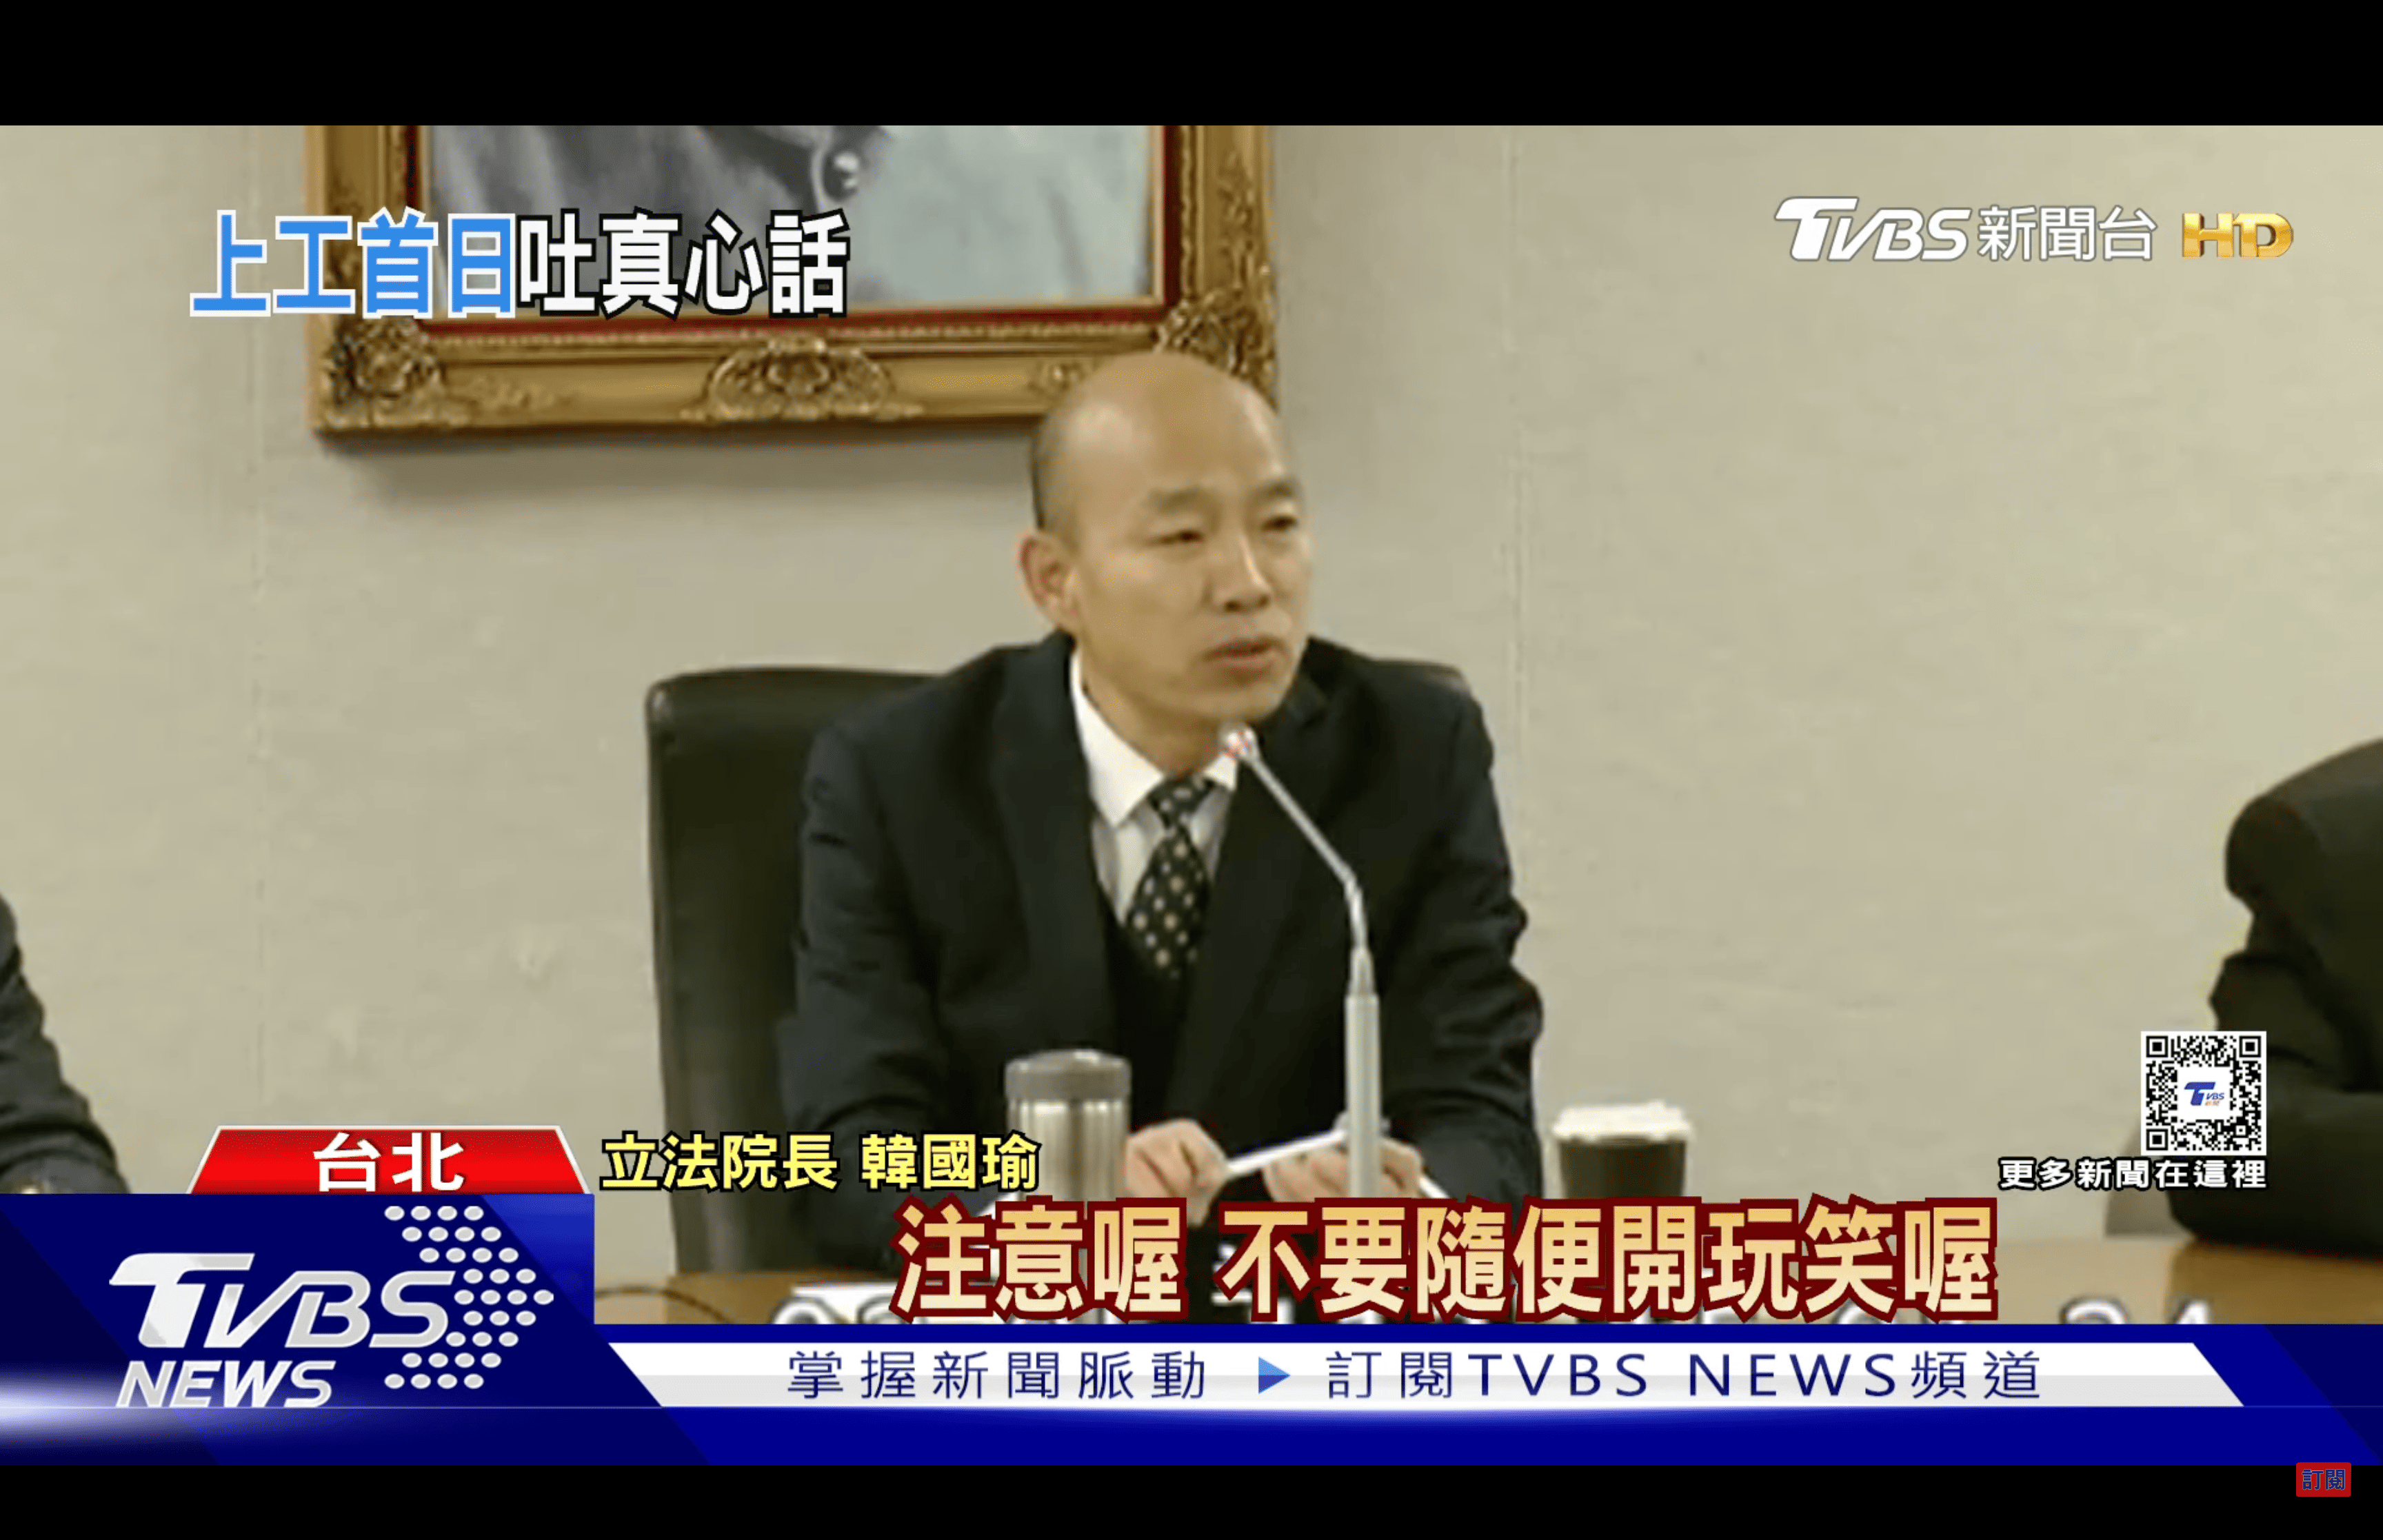 上工首日吐真心話
TVBS新聞台 HD
TVBS
更多新聞在這裡
台北
立法院長 韓國瑜
注意喔 不要隨便開玩笑喔
TVBS
NEWS
掌握新聞脈動 ▶ 訂閱TVBS NEWS頻道
訂閱